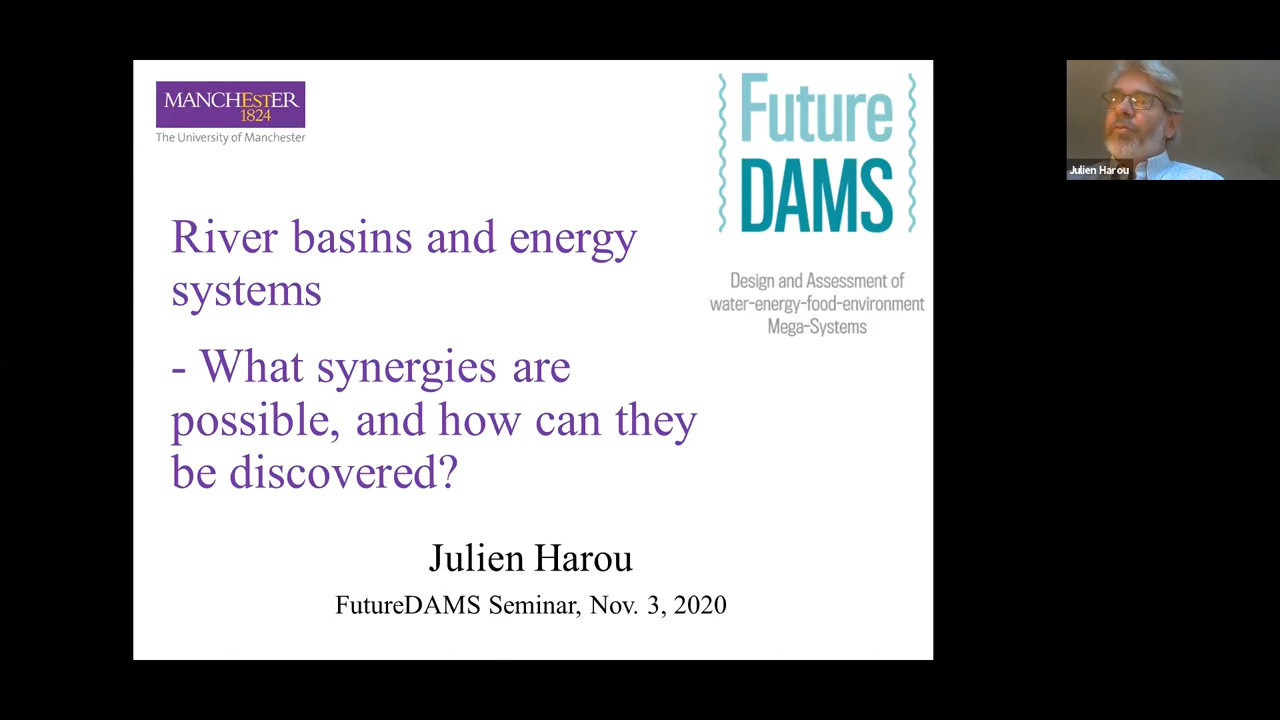 MANCHESTER
1824
The University of Manchester
Future
DAMS
Design and Assessment of
water-energy-food-environment
Mega-Systems
River basins and energy
systems
- What synergies are
possible, and how can they
be discovered?
Julien Harou
FutureDAMS Seminar, Nov. 3, 2020
Julien Harou